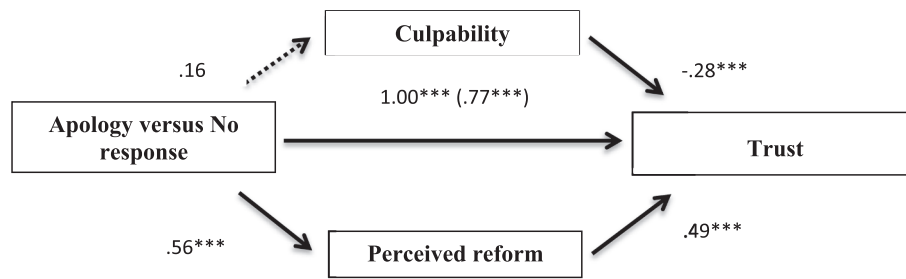 Culpability
.16
-.28***
1.00*** (.77***)
Apology versus No
response
Trust
.56***
Perceived reform
.49***